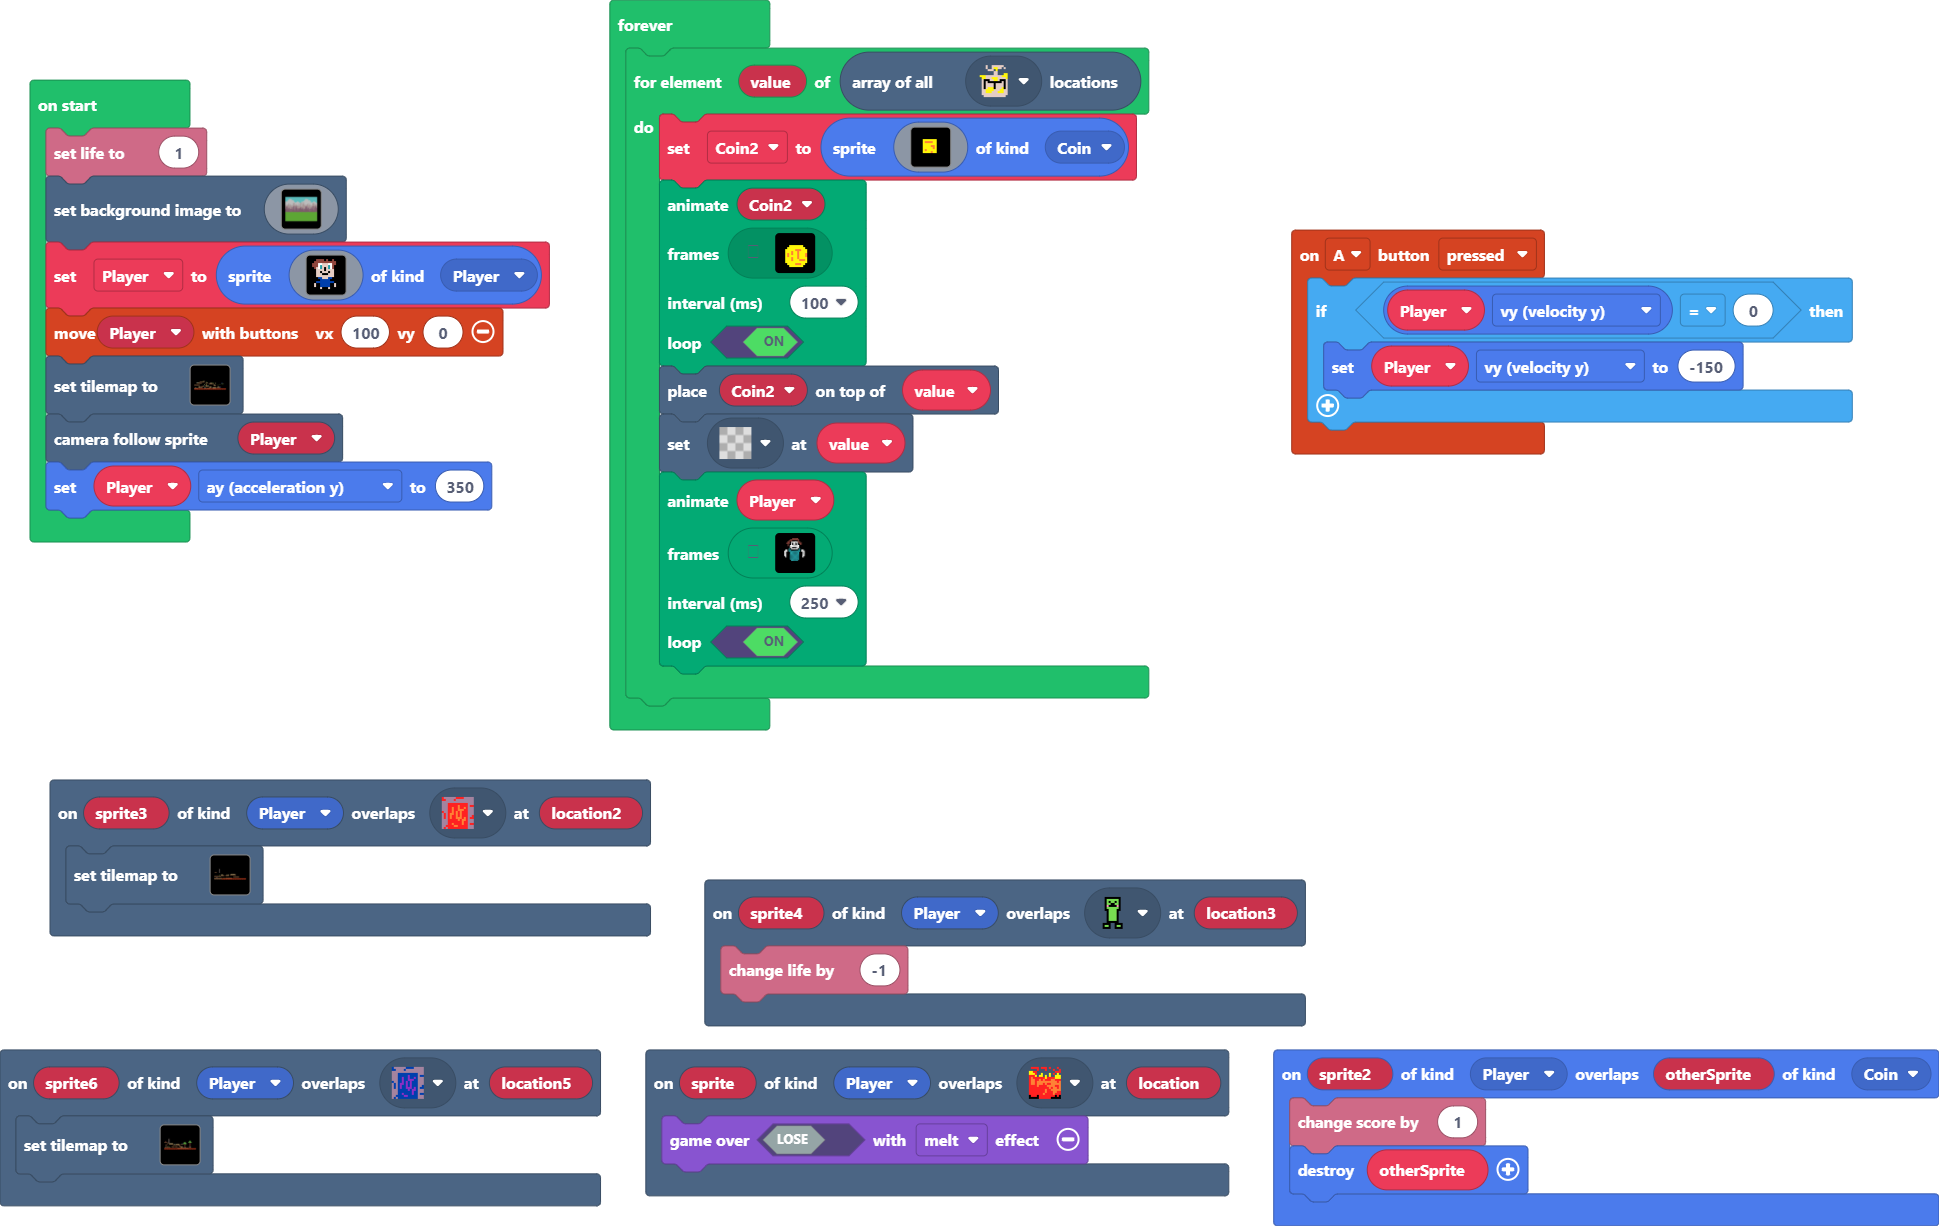 on start
set life to 1
set background image to
set Player to sprite of kind Player
move Player with buttons vx 100 vy 0
set tilemap to
camera follow sprite Player
set Player ay (acceleration y) to 350
forever
for element value of array of all locations
do
set Coin2 to sprite of kind Coin
animate Coin2
frames
interval (ms) 100
loop ON
place Coin2 on top of value
set at value
animate Player
frames
interval (ms) 250
loop ON
on A button pressed
if Player vy (velocity y) = 0 then
set Player vy (velocity y) to -150
on sprite3 of kind Player overlaps at location2
set tilemap to
on sprite4 of kind Player overlaps at location3
change life by -1
on sprite6 of kind Player overlaps at location5
set tilemap to
on sprite of kind Player overlaps at location
game over LOSE with melt effect
on sprite2 of kind Player overlaps otherSprite of kind Coin
change score by 1
destroy otherSprite